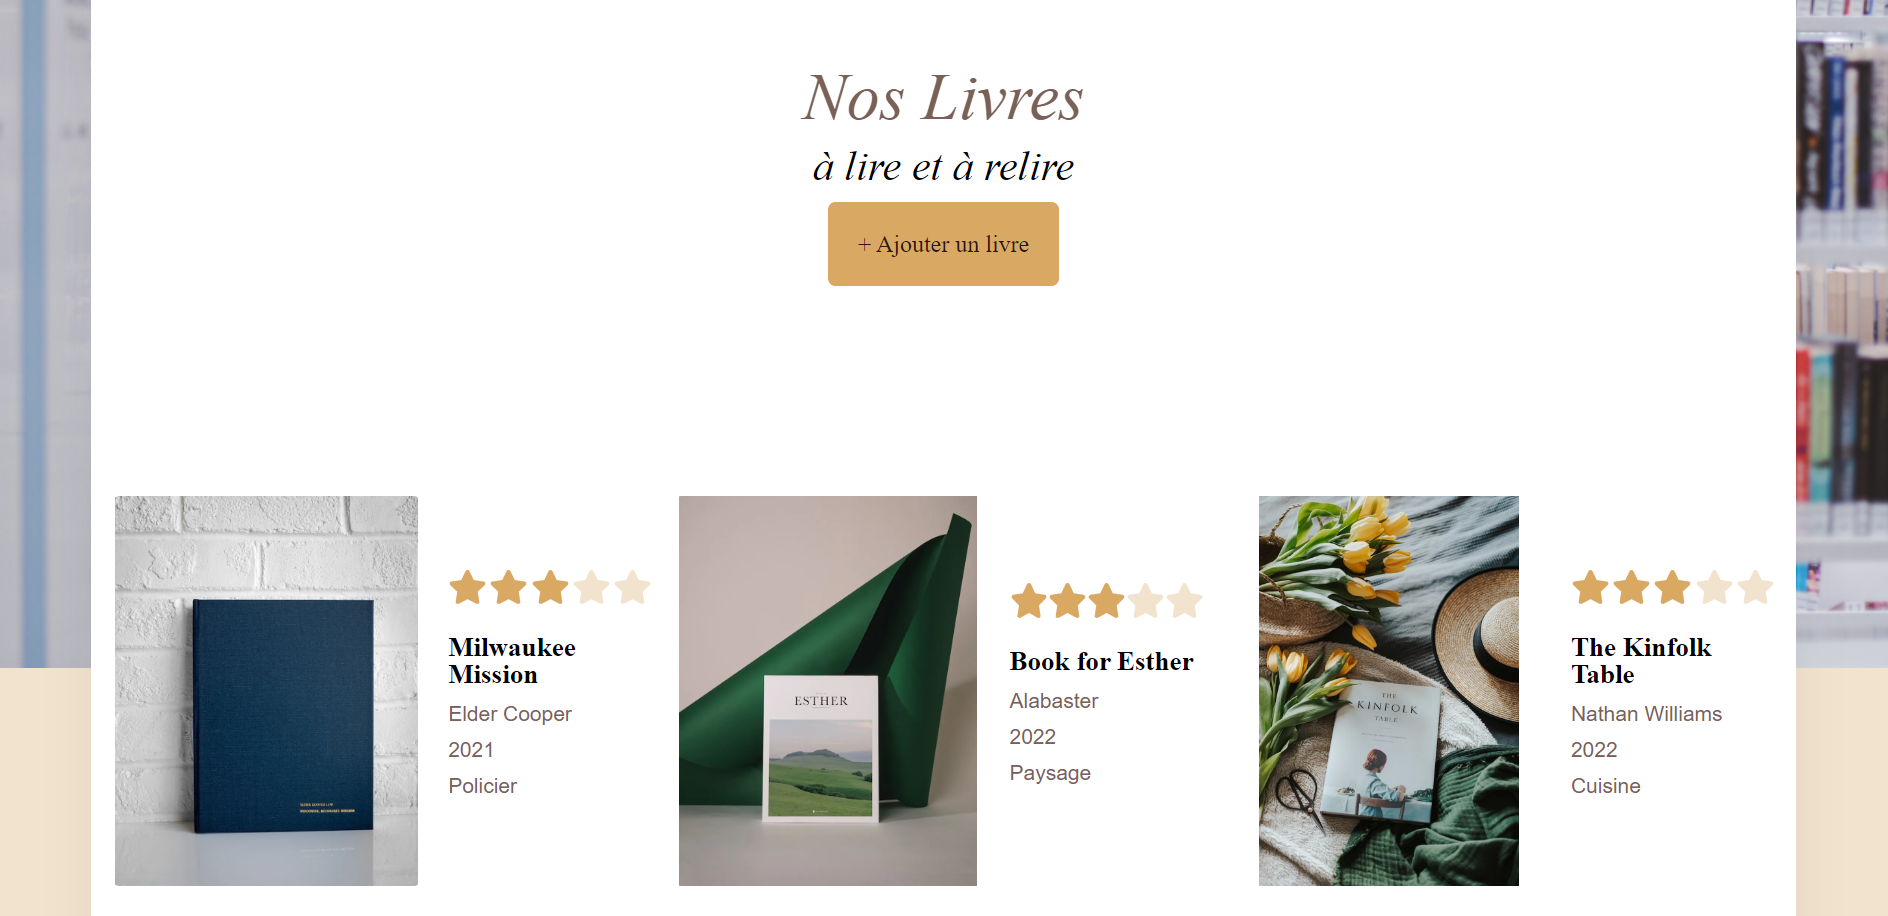 Nos Livres
à lire et à relire
+ Ajouter un livre
Milwaukee
Mission
Elder Cooper
2021
Policier
ESTHER
Book for Esther
Alabaster
2022
Paysage
THE
KINFOLK
TABLE
The Kinfolk
Table
Nathan Williams
2022
Cuisine